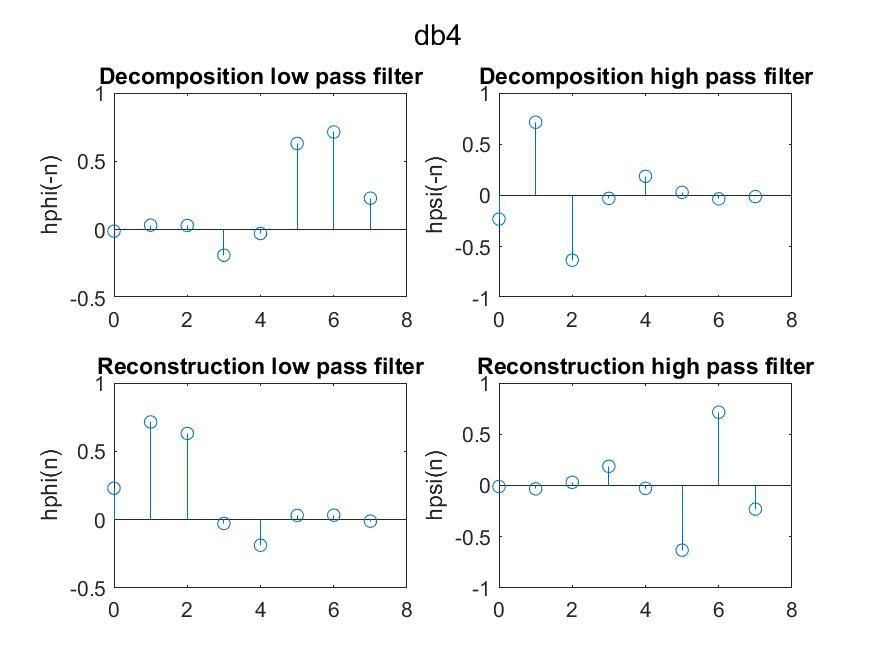 db4
Decomposition low pass filter
hphi(-n)
1
0.5
0
-0.5
0 2 4 6 8
Decomposition high pass filter
hpsi(-n)
1
0.5
0
-0.5
-1
0 2 4 6 8
Reconstruction low pass filter
hphi(n)
1
0.5
0
-0.5
0 2 4 6 8
Reconstruction high pass filter
hpsi(n)
1
0.5
0
-0.5
-1
0 2 4 6 8